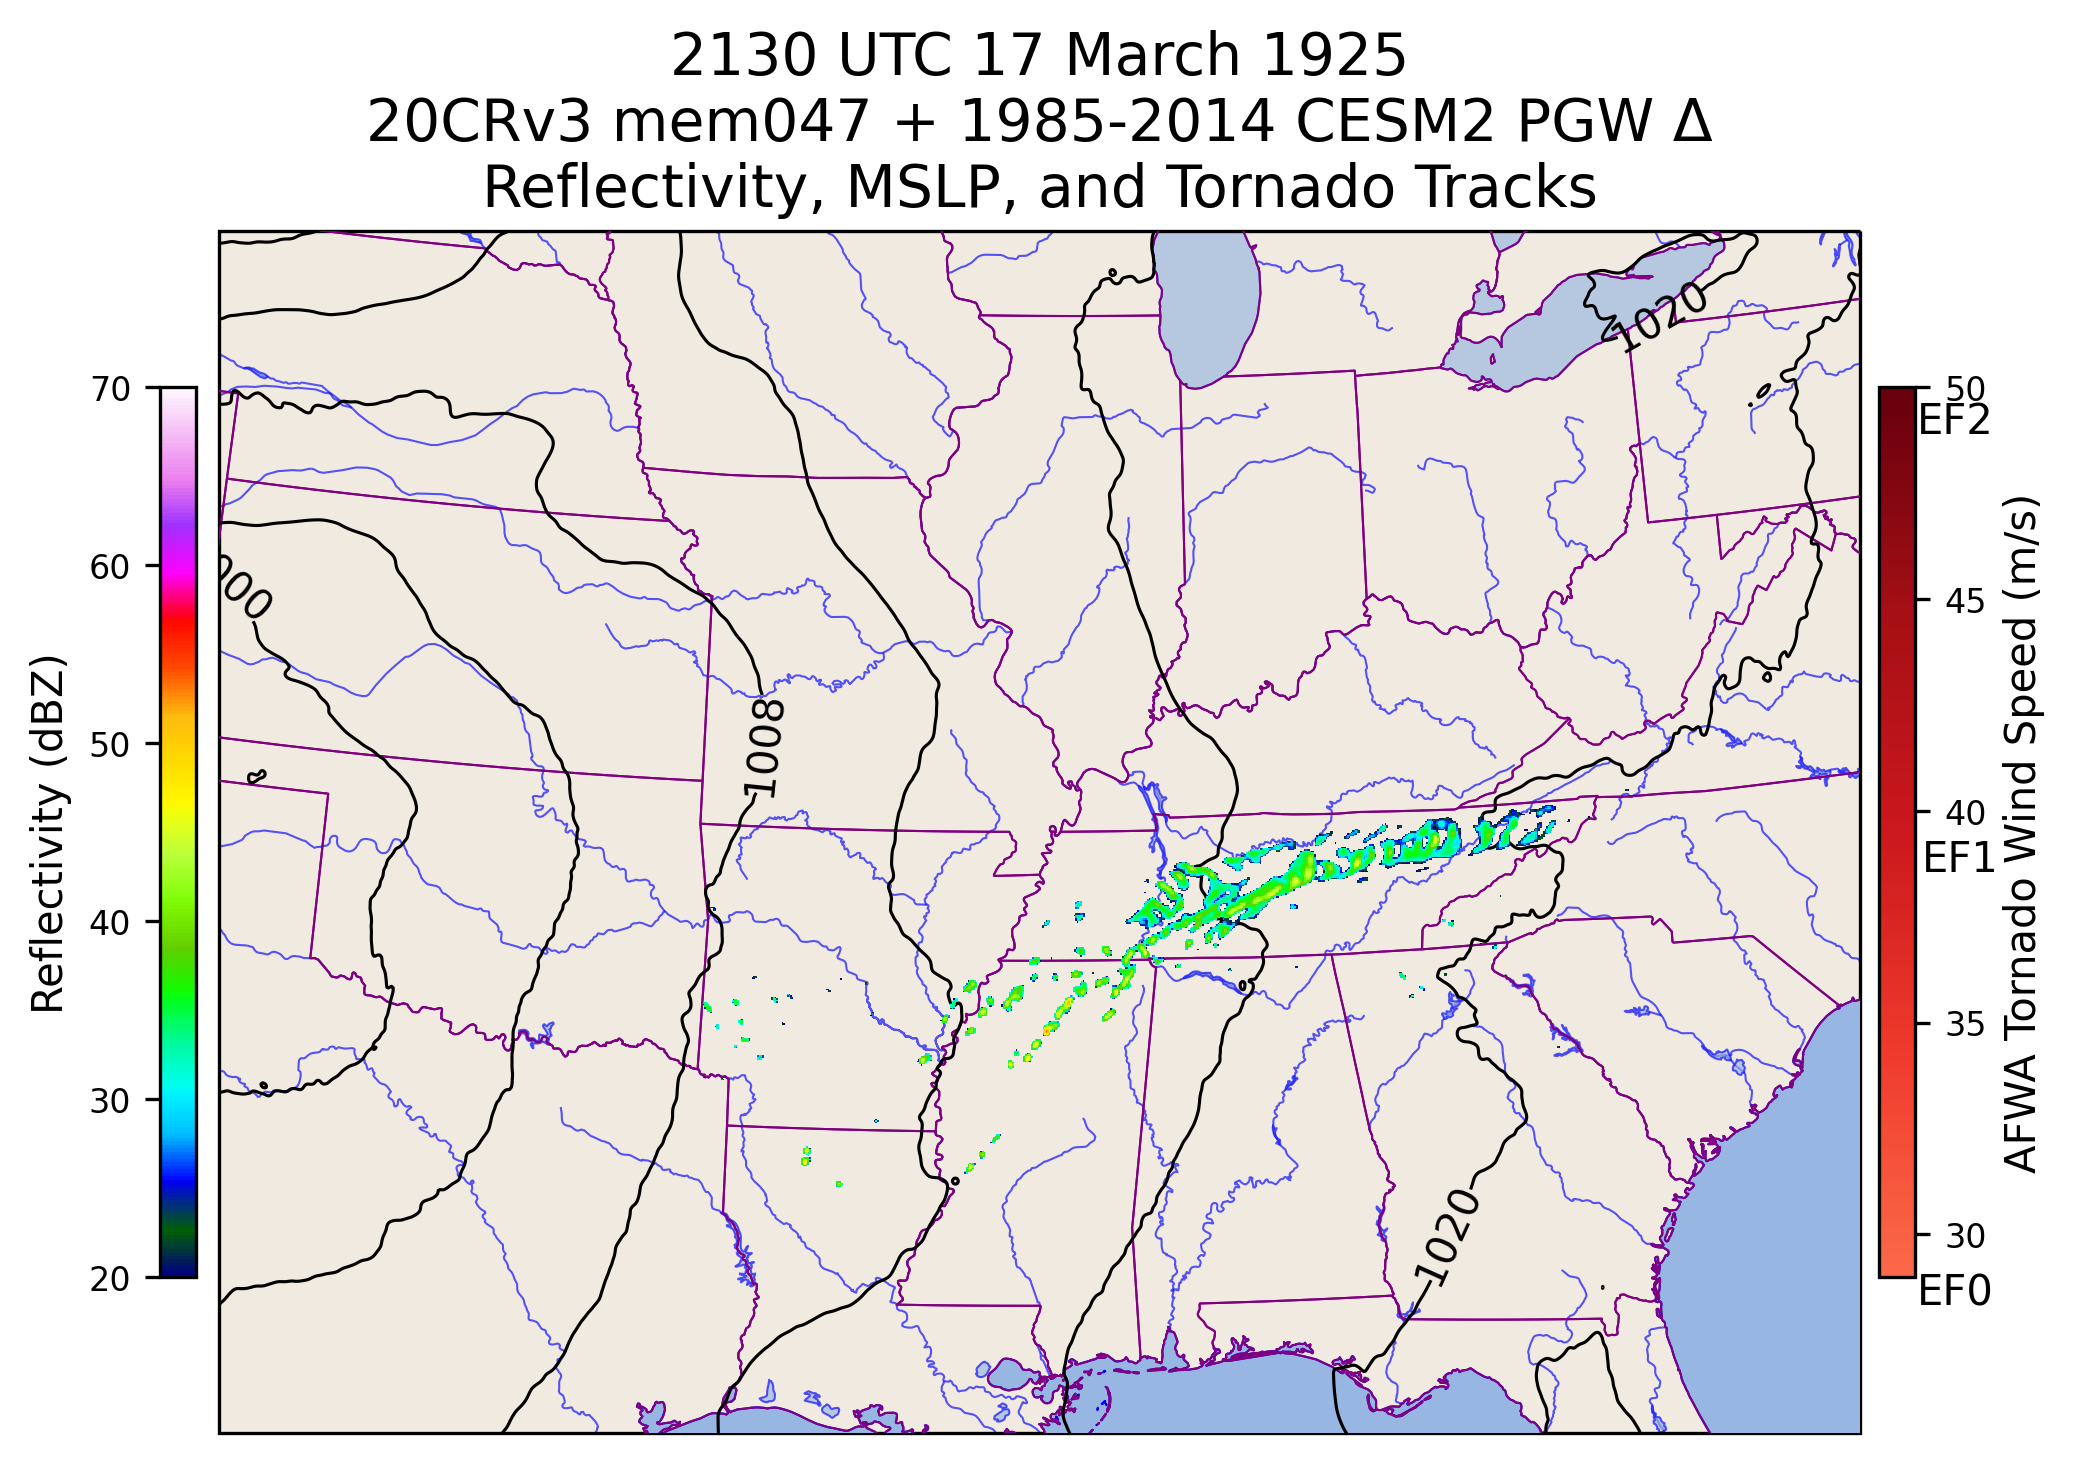 2130 UTC 17 March 1925
20CRv3 mem047 + 1985-2014 CESM2 PGW Δ
Reflectivity, MSLP, and Tornado Tracks
1020
000
1008
1020
70
60
50
40
30
20
Reflectivity (dBZ)
50
EF2
45
40
EF1
35
30
EF0
AFWA Tornado Wind Speed (m/s)